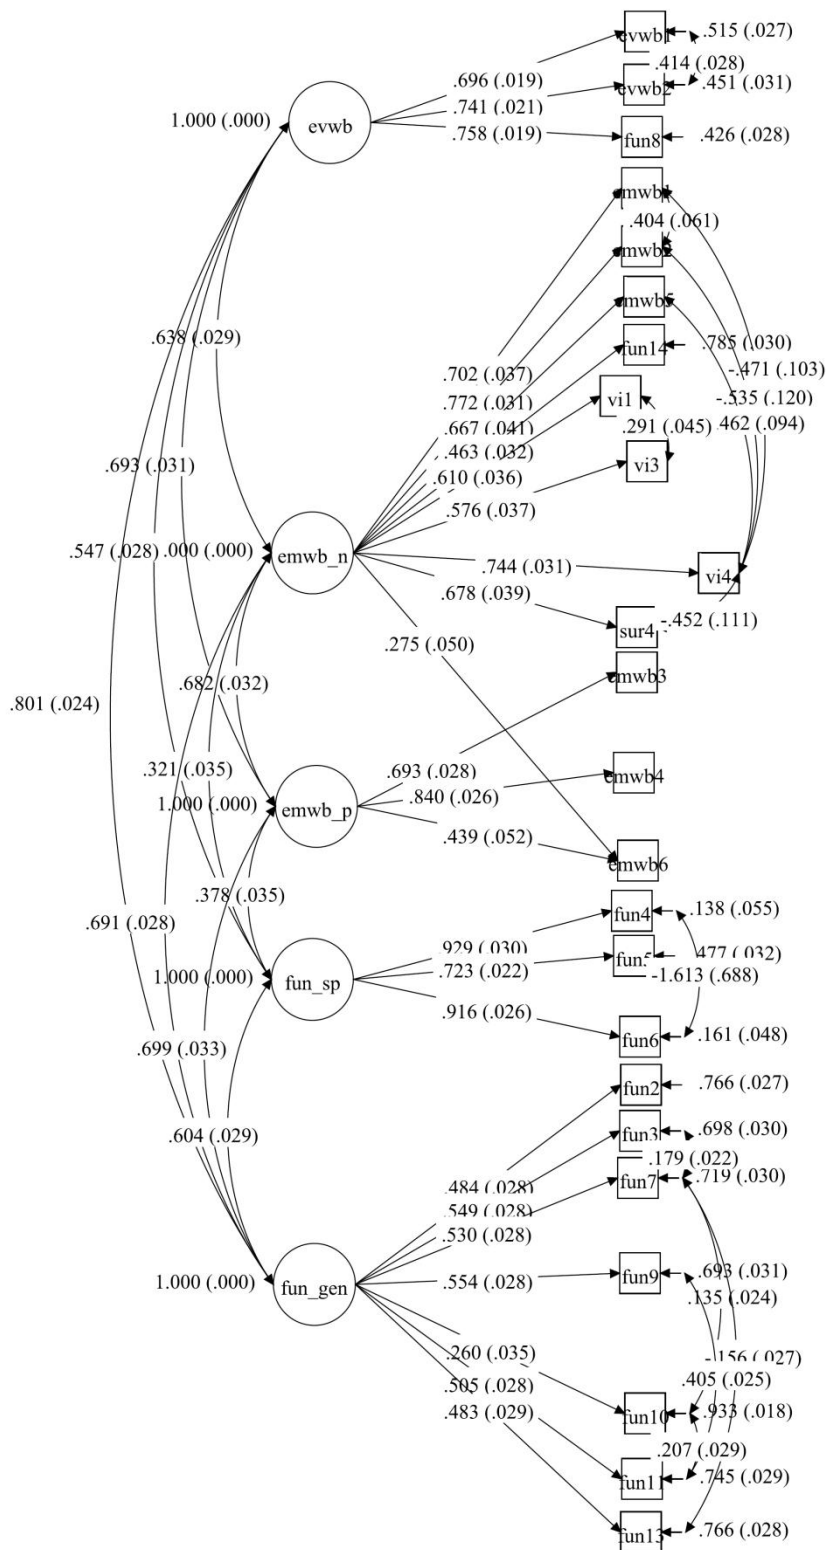 evwb1
.515 (.027)
.414 (.028)
.696 (.019)
evwb2
.451 (.031)
.741 (.021)
1.000 (.000)
evwb
.758 (.019)
fun8
.426 (.028)
emwb1
.404 (.061)
emwb2
emwb5
.638 (.029)
fun14
.785 (.030)
.702 (.037)
-.471 (.103)
.772 (.031)
vi1
-.535 (.120)
.667 (.041)
.291 (.045)
.462 (.094)
.463 (.032)
.693 (.031)
vi3
.610 (.036)
.576 (.037)
.547 (.028)
.000 (.000)
emwb_n
.744 (.031)
vi4
.678 (.039)
sur4
-.452 (.111)
.275 (.050)
emwb3
.682 (.032)
.801 (.024)
.693 (.028)
.321 (.035)
emwb4
.840 (.026)
1.000 (.000)
emwb_p
.439 (.052)
emwb6
.378 (.035)
fun4
.138 (.055)
.691 (.028)
.929 (.030)
fun5
.477 (.032)
.723 (.022)
1.000 (.000)
fun_sp
-1.613 (.688)
.916 (.026)
fun6
.161 (.048)
.699 (.033)
fun2
.766 (.027)
.604 (.029)
fun3
.698 (.030)
.179 (.022)
fun7
.719 (.030)
.484 (.028)
.549 (.028)
.530 (.028)
1.000 (.000)
fun_gen
.554 (.028)
fun9
.693 (.031)
.135 (.024)
.260 (.035)
-.156 (.027)
.505 (.028)
.405 (.025)
.483 (.029)
fun10
.933 (.018)
.207 (.029)
fun11
.745 (.029)
fun13
.766 (.028)